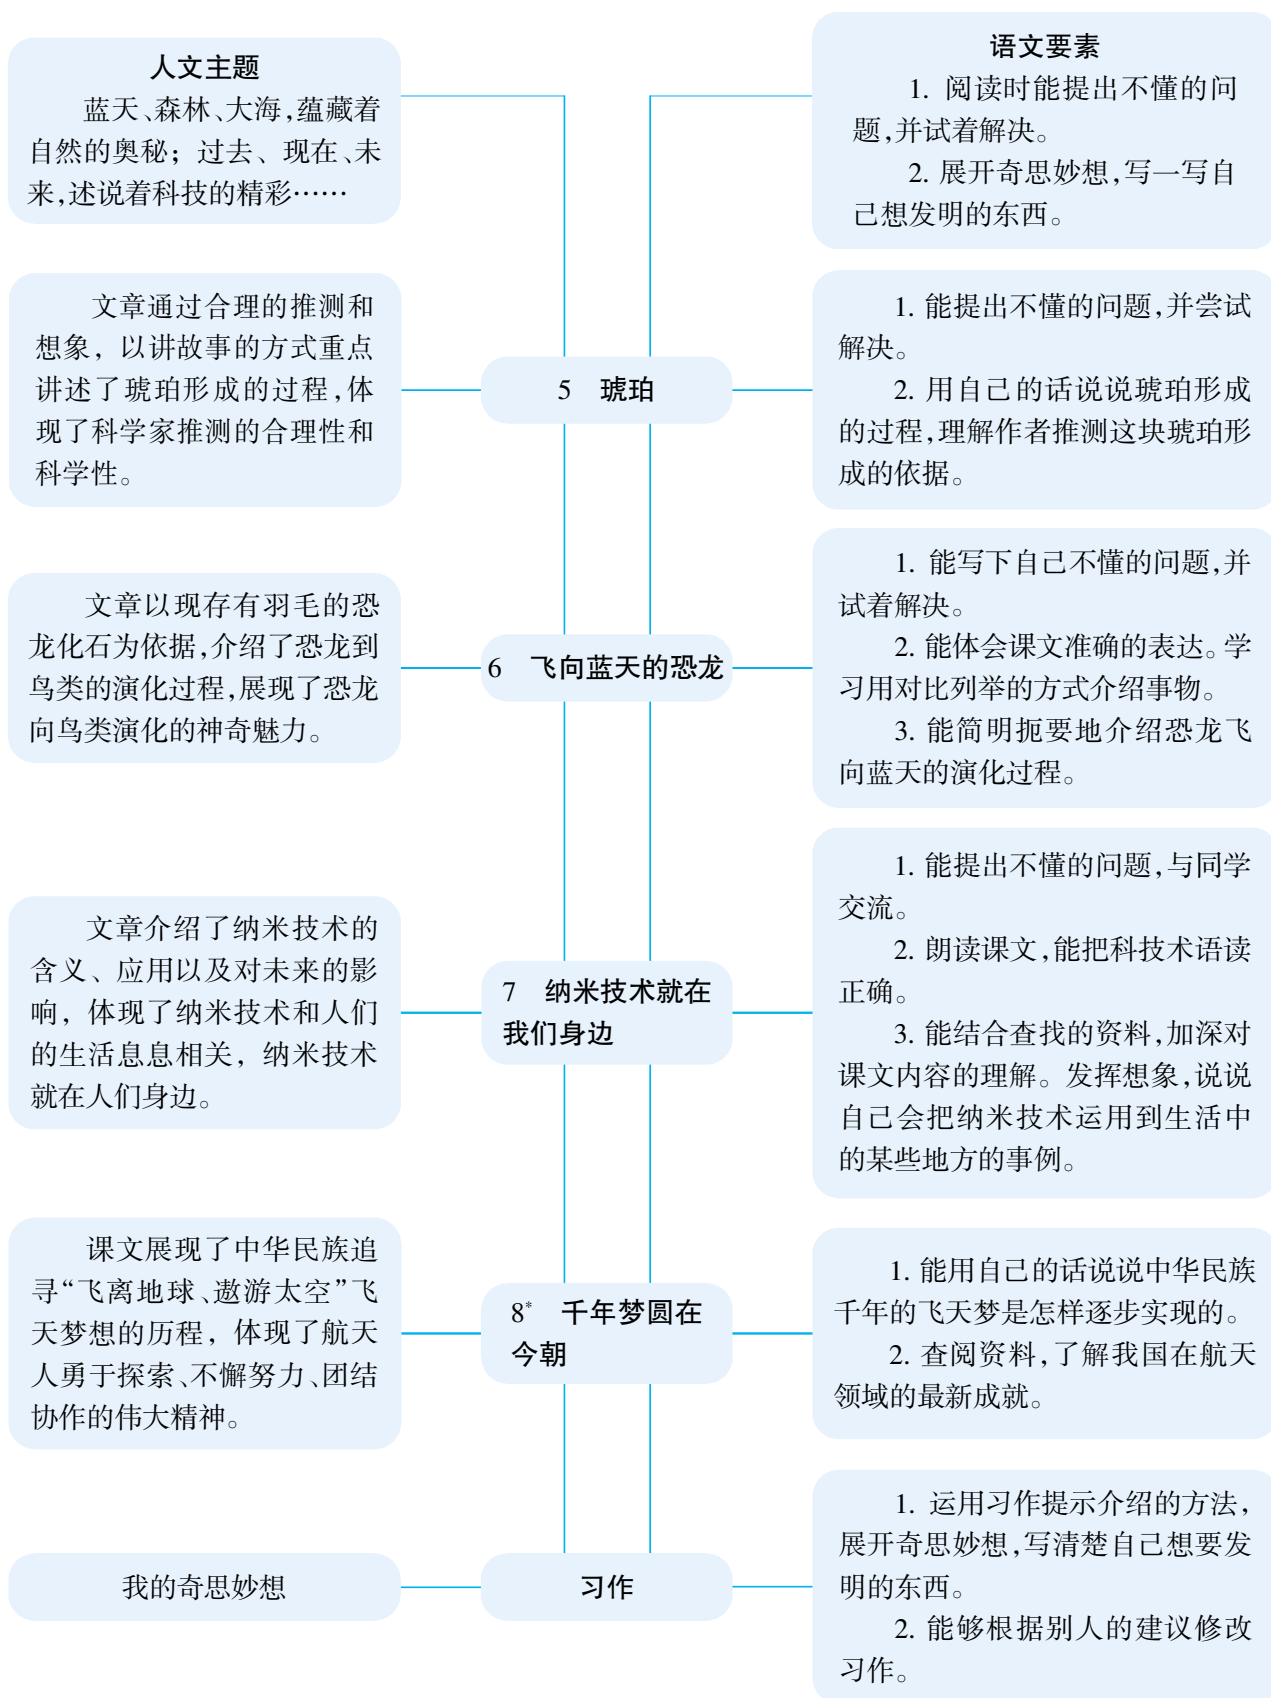 人文主题
蓝天、森林、大海,蕴藏着
自然的奥秘；过去、现在、未
来,述说着科技的精彩……
语文要素
1. 阅读时能提出不懂的问
题,并试着解决。
2. 展开奇思妙想,写一写自
己想发明的东西。
文章通过合理的推测和
想象，以讲故事的方式重点
讲述了琥珀形成的过程,体
现了科学家推测的合理性和
科学性。
5 琥珀
1. 能提出不懂的问题,并尝试
解决。
2. 用自己的话说说琥珀形成
的过程,理解作者推测这块琥珀形
成的依据。
文章以现存有羽毛的恐
龙化石为依据,介绍了恐龙到
鸟类的演化过程,展现了恐龙
向鸟类演化的神奇魅力。
6 飞向蓝天的恐龙
1. 能写下自己不懂的问题,并
试着解决。
2. 能体会课文准确的表达。学
习用对比列举的方式介绍事物。
3. 能简明扼要地介绍恐龙飞
向蓝天的演化过程。
文章介绍了纳米技术的
含义、应用以及对未来的影
响，体现了纳米技术和人们
的生活息息相关，纳米技术
就在人们身边。
7 纳米技术就在
我们身边
1. 能提出不懂的问题,与同学
交流。
2. 朗读课文,能把科技术语读
正确。
3. 能结合查找的资料,加深对
课文内容的理解。发挥想象,说说
自己会把纳米技术运用到生活中
的某些地方的事例。
课文展现了中华民族追
寻“飞离地球、遨游太空”飞
天梦想的历程，体现了航天
人勇于探索、不懈努力、团结
协作的伟大精神。
8* 千年梦圆在
今朝
1. 能用自己的话说说中华民族
千年的飞天梦是怎样逐步实现的。
2. 查阅资料,了解我国在航天
领域的最新成就。
我的奇思妙想
习作
1. 运用习作提示介绍的方法,
展开奇思妙想,写清楚自己想要发
明的东西。
2. 能够根据别人的建议修改
习作。